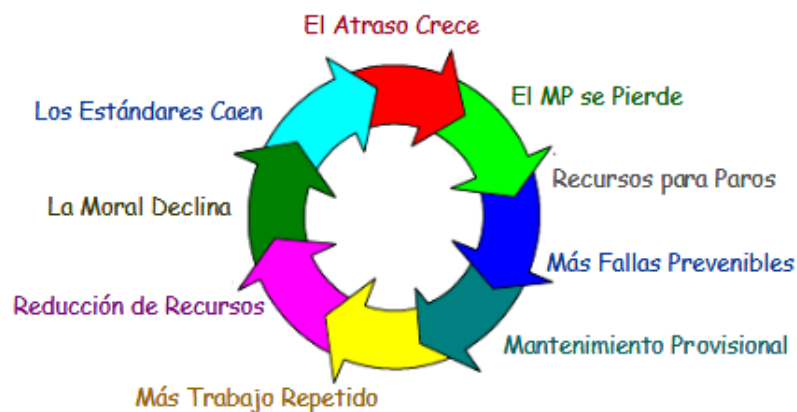 El Atraso Crece
El MP se Pierde
Recursos para Paros
Más Fallas Prevenibles
Mantenimiento Provisional
Más Trabajo Repetido
Reducción de Recursos
La Moral Declina
Los Estándares Caen